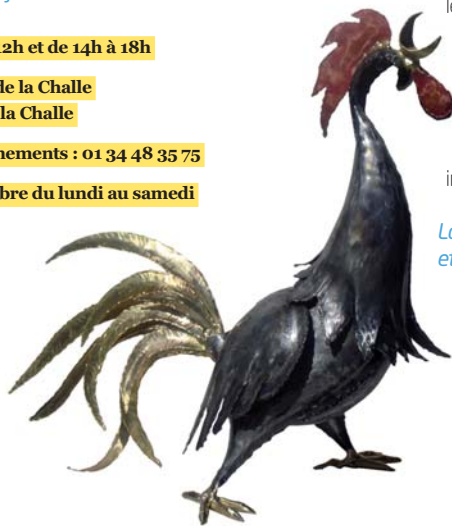 12h et de 14h à 18h
de la Challe
la Challe
nements : 01 34 48 35 75
bre du lundi au samedi
le
in
La
et